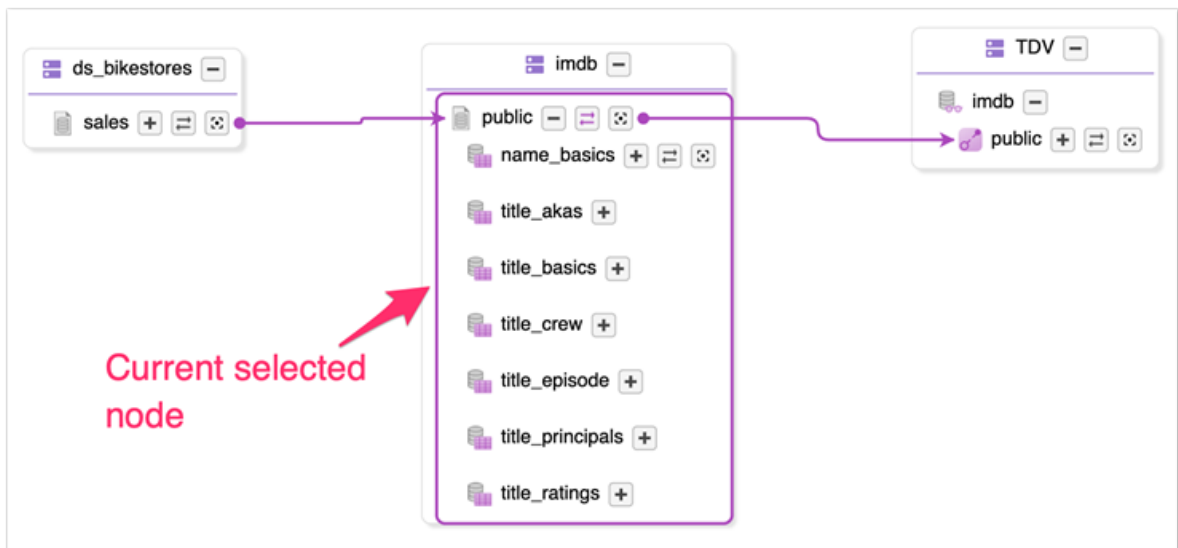 ds_bikestores
sales
imdb
public
name_basics
title_akas
title_basics
title_crew
title_episode
title_principals
title_ratings
TDV
imdb
public
Current selected
node